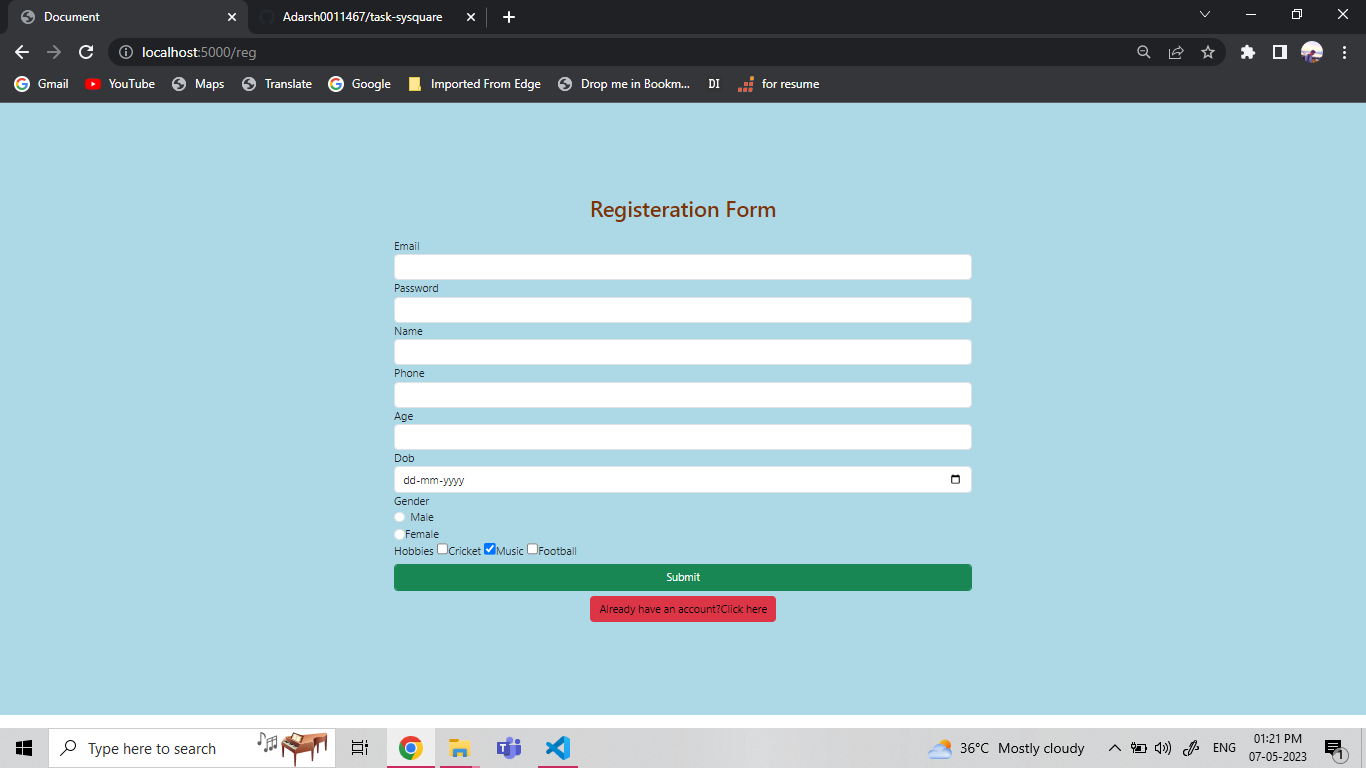 Document
Adarsh0011467/task-sysquare
localhost:5000/reg
Gmail YouTube Maps Translate Google Imported From Edge Drop me in Bookm... DI for resume
Registeration Form
Email
Password
Name
Phone
Age
Dob
dd-mm-yyyy
Gender
Male
Female
Hobbies Cricket Music Football
Submit
Already have an account?Click here
Type here to search
36°C Mostly cloudy
ENG
01:21 PM
07-05-2023
1